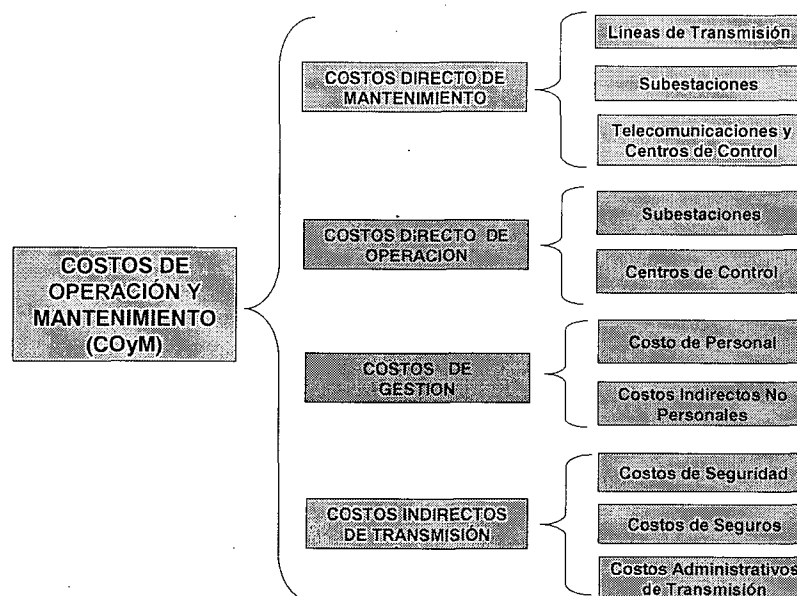 COSTOS DE
OPERACIÓN Y
MANTENIMIENTO
(COyM)
COSTOS DIRECTO DE
MANTENIMIENTO
Líneas de Transmisión
Subestaciones
Telecomunicaciones y
Centros de Control
COSTOS DIRECTO DE
OPERACION
Subestaciones
Centros de Control
COSTOS DE
GESTION
Costo de Personal
Costos Indirectos No
Personales
COSTOS INDIRECTOS
DE TRANSMISIÓN
Costos de Seguridad
Costos de Seguros
Costos Administrativos
de Transmisión